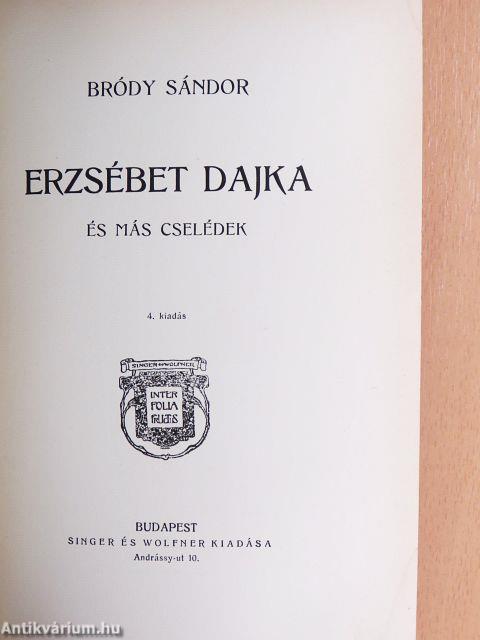 BRÓDY SÁNDOR
ERZSÉBET DAJKA
ÉS MÁS CSELÉDEK
4. kiadás
SINGER ÉS WOLFNER
INTER
FOLIA
FRUCTUS
BUDAPEST
SINGER ÉS WOLFNER KIADÁSA
Andrássy-ut 10.
Antikvárium.hu